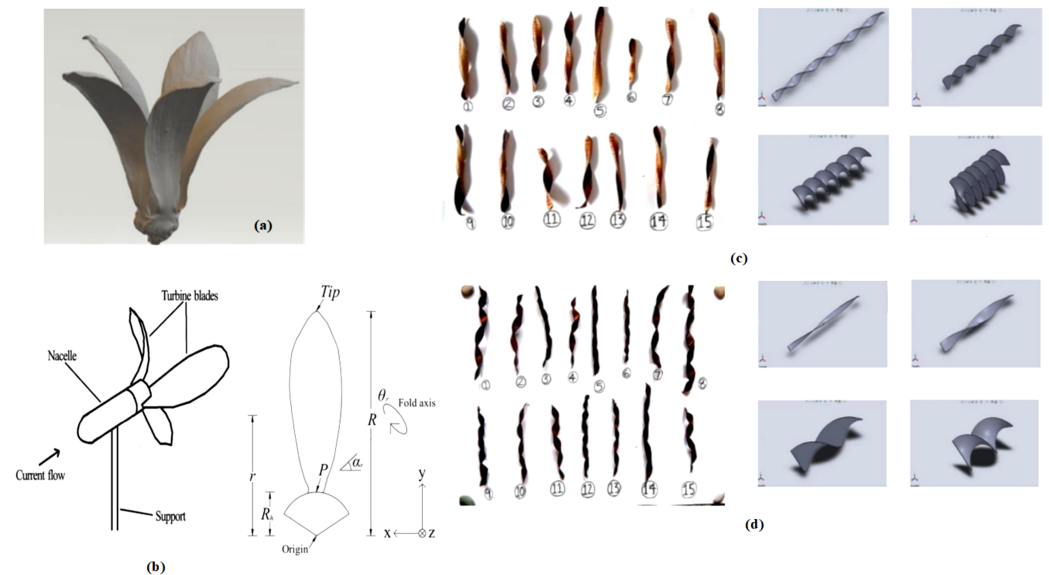 (a)
① ② ③ ④ ⑤ ⑥ ⑦ ⑧
⑨ ⑩ ⑪ ⑫ ⑬ ⑭ ⑮
(c)
Turbine blades
Nacelle
Current flow
Support
(b)
Tip
θr
Fold axis
R
r
P
α
Rh
y
x
z
Origin
① ② ③ ④ ⑤ ⑥ ⑦ ⑧
⑨ ⑩ ⑪ ⑫ ⑬ ⑭ ⑮
(d)